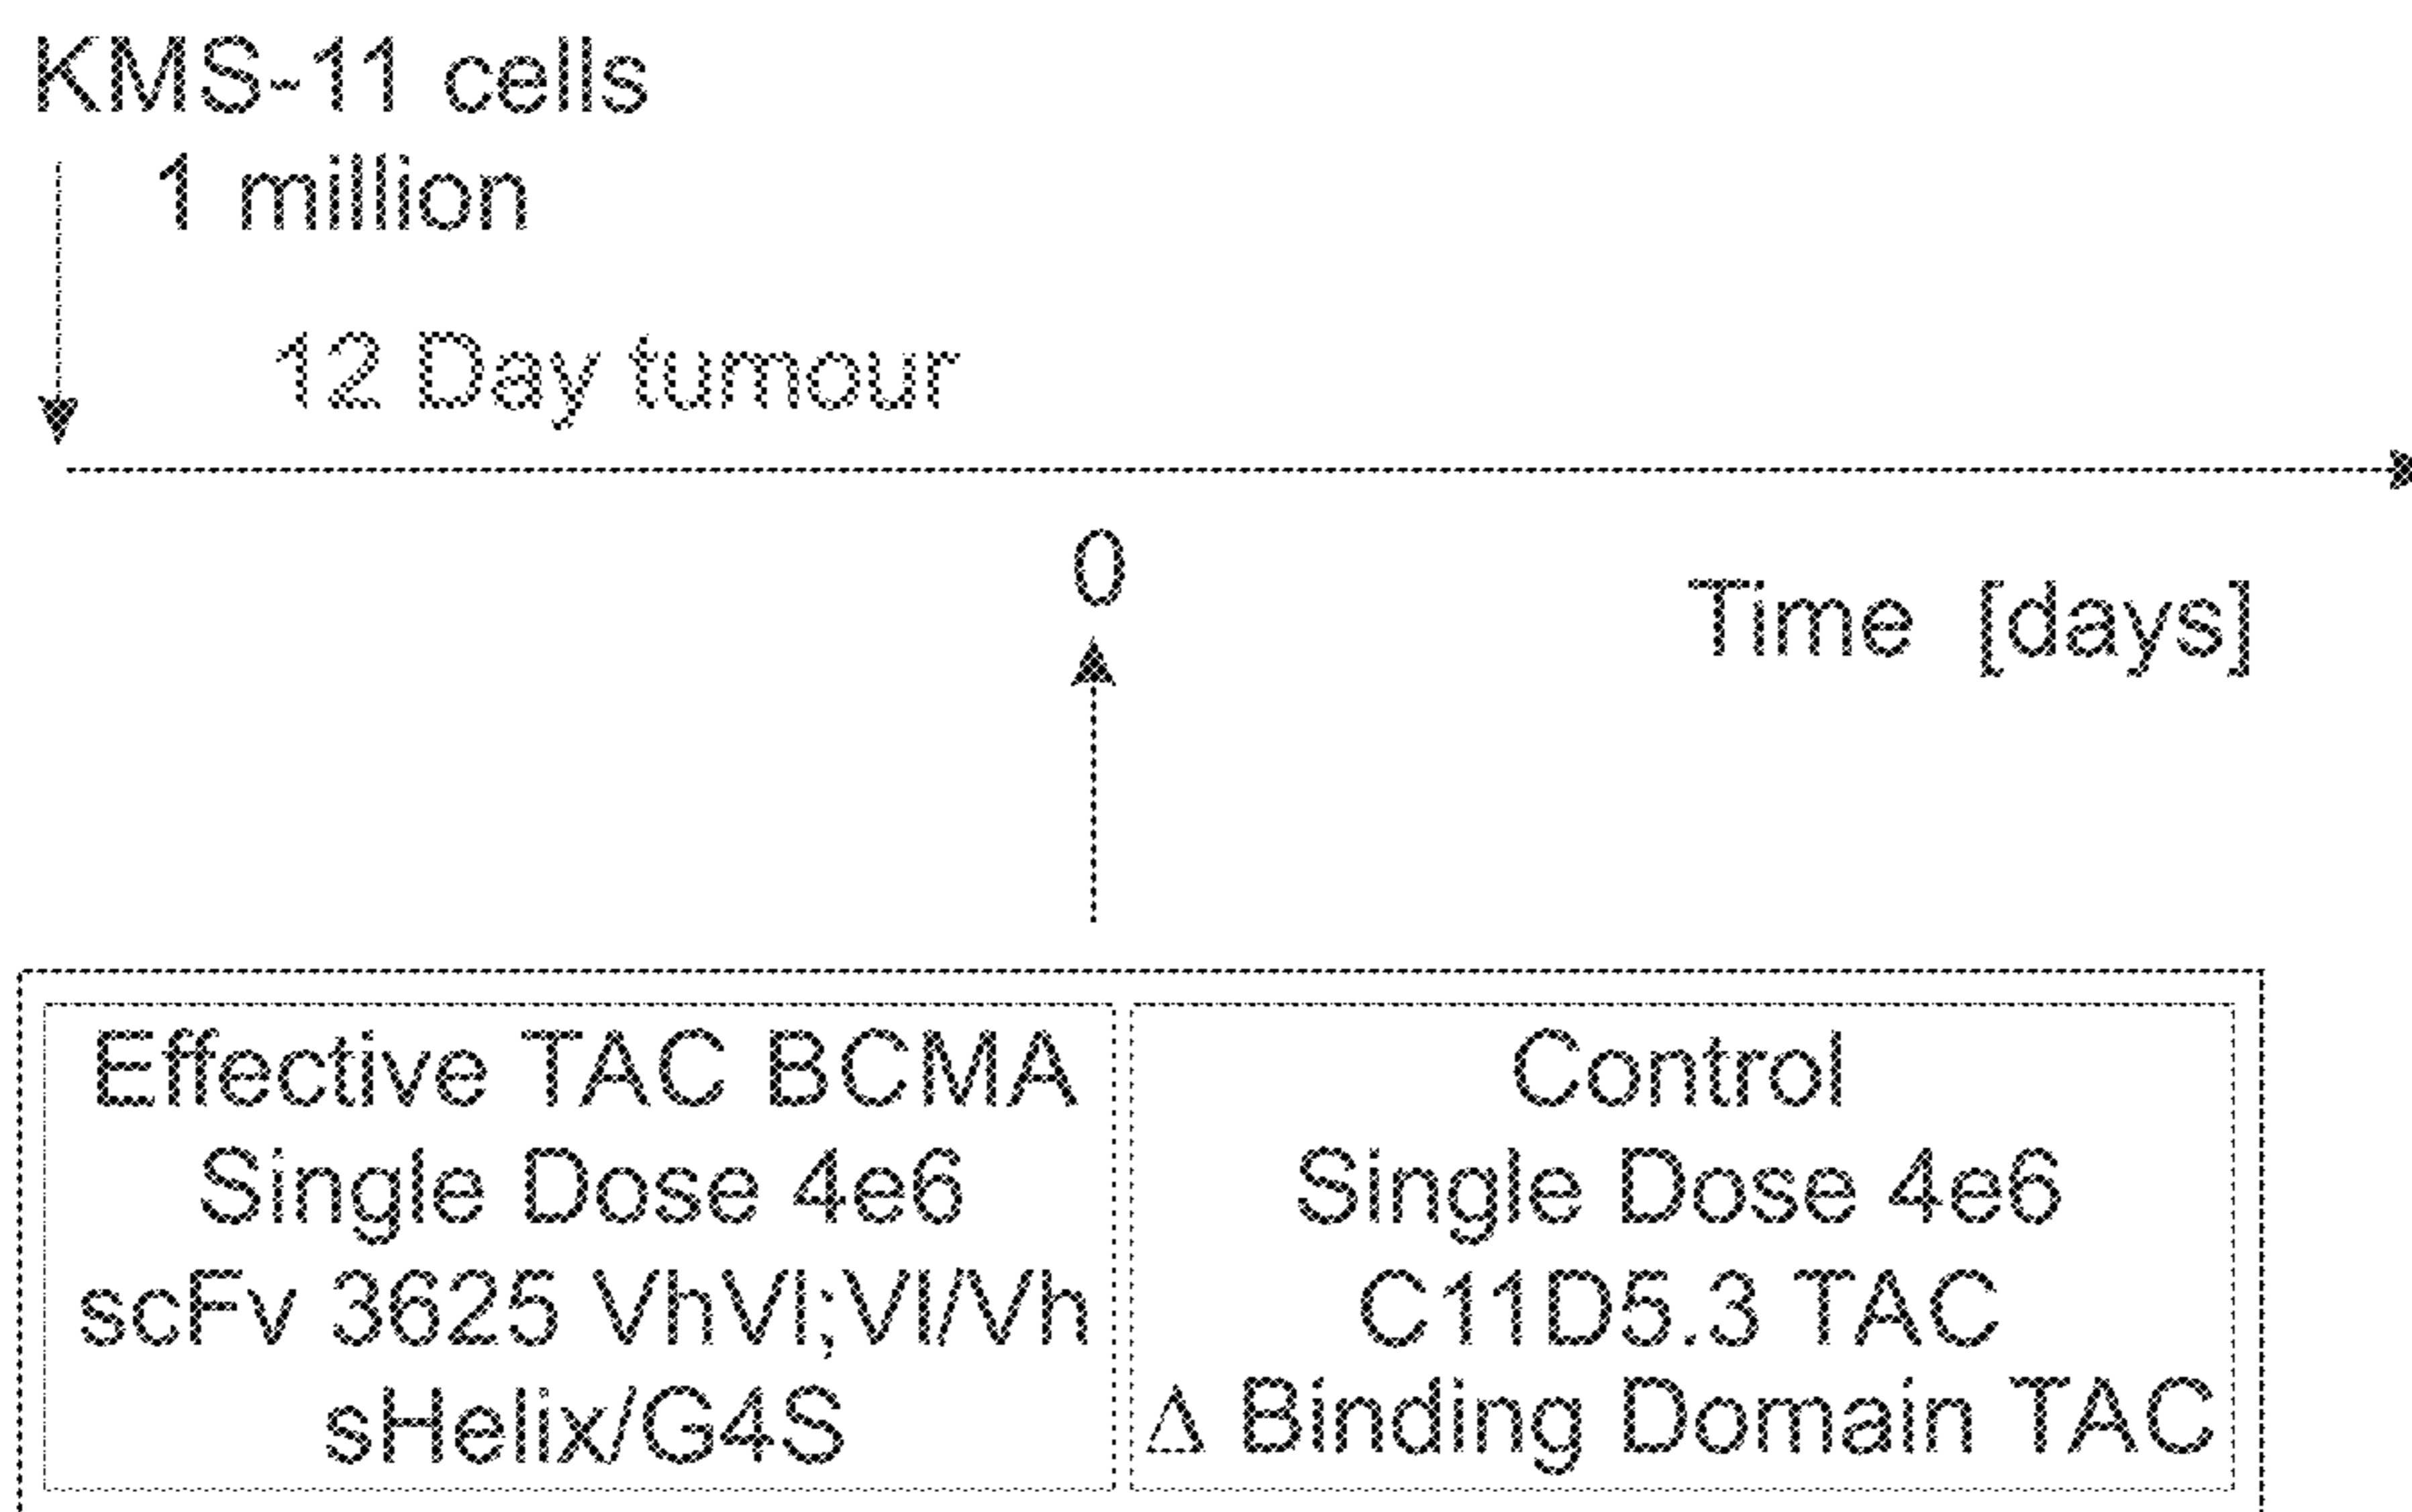 KMS-11 cells
1 million
12 Day tumour
0
Time [days]
Effective TAC BCMA
Single Dose 4e6
scFv 3625 VhVl;Vl/Vh
sHelix/G4S
Control
Single Dose 4e6
C11D5.3 TAC
Δ Binding Domain TAC